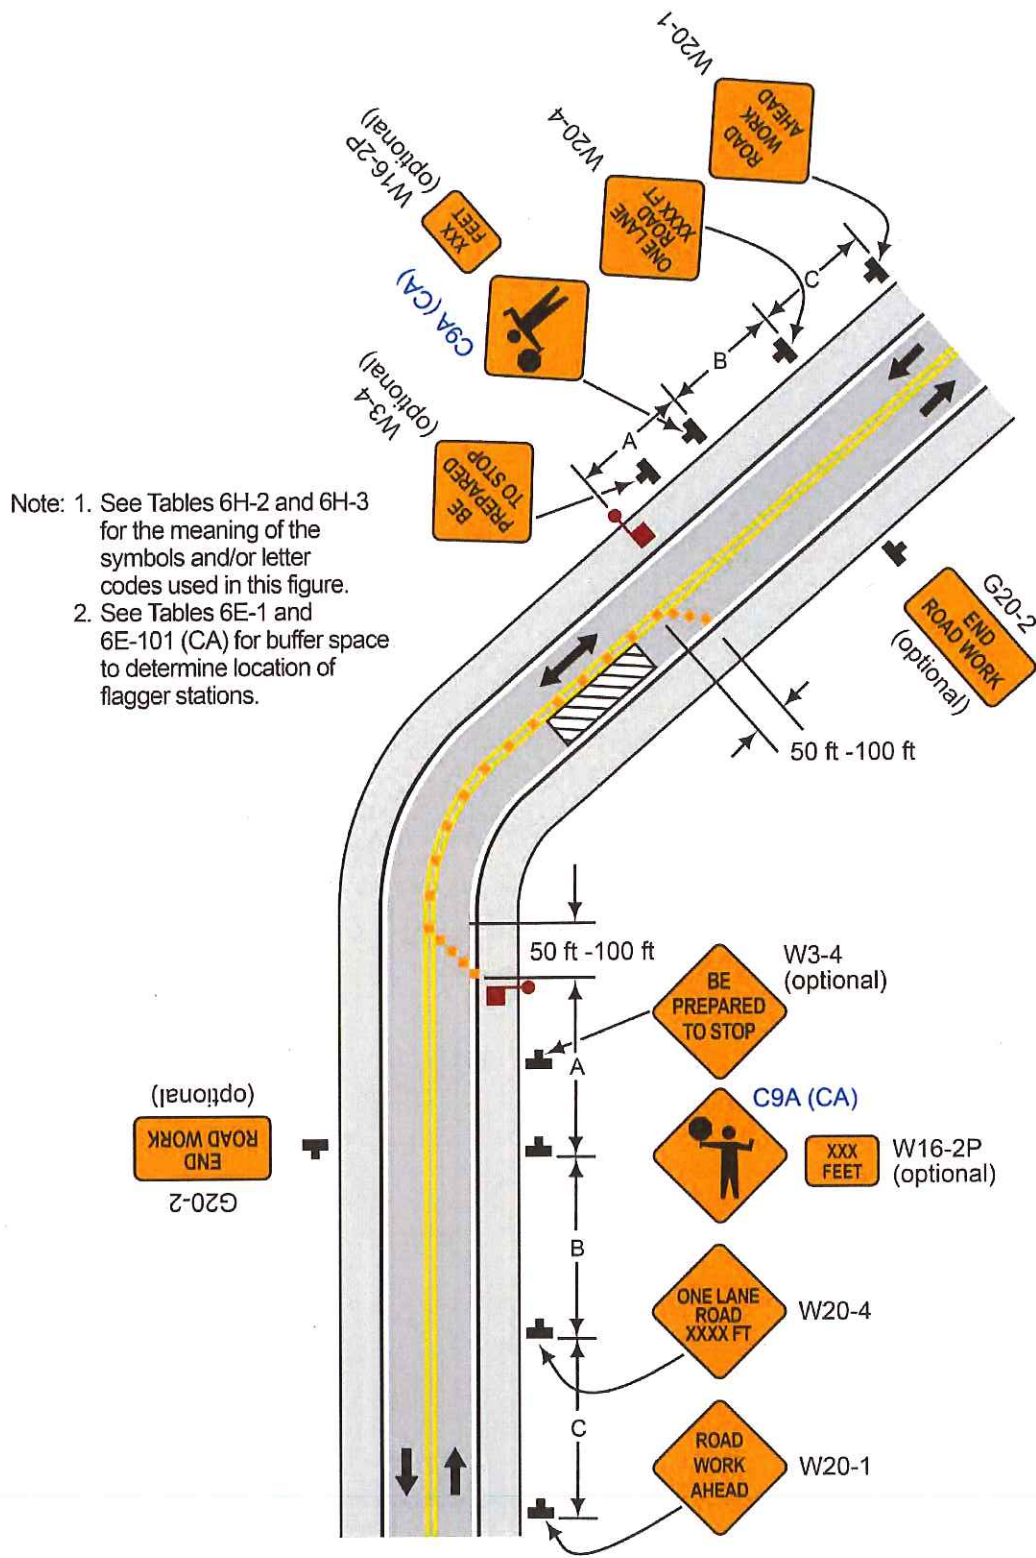 W20-1
ROAD
WORK
AHEAD
W20-4
ONE LANE
ROAD
XXXX FT
W16-2P
(optional)
XXX
FEET
C9A (CA)
W3-4
(optional)
BE
PREPARED
TO STOP
C
B
A
Note: 1. See Tables 6H-2 and 6H-3
for the meaning of the
symbols and/or letter
codes used in this figure.
2. See Tables 6E-1 and
6E-101 (CA) for buffer space
to determine location of
flagger stations.
G20-2
END
ROAD WORK
(optional)
50 ft -100 ft
50 ft -100 ft
BE
PREPARED
TO STOP
W3-4
(optional)
A
C9A (CA)
XXX
FEET
W16-2P
(optional)
G20-2
END
ROAD WORK
(optional)
B
ONE LANE
ROAD
XXXX FT
W20-4
C
ROAD
WORK
AHEAD
W20-1